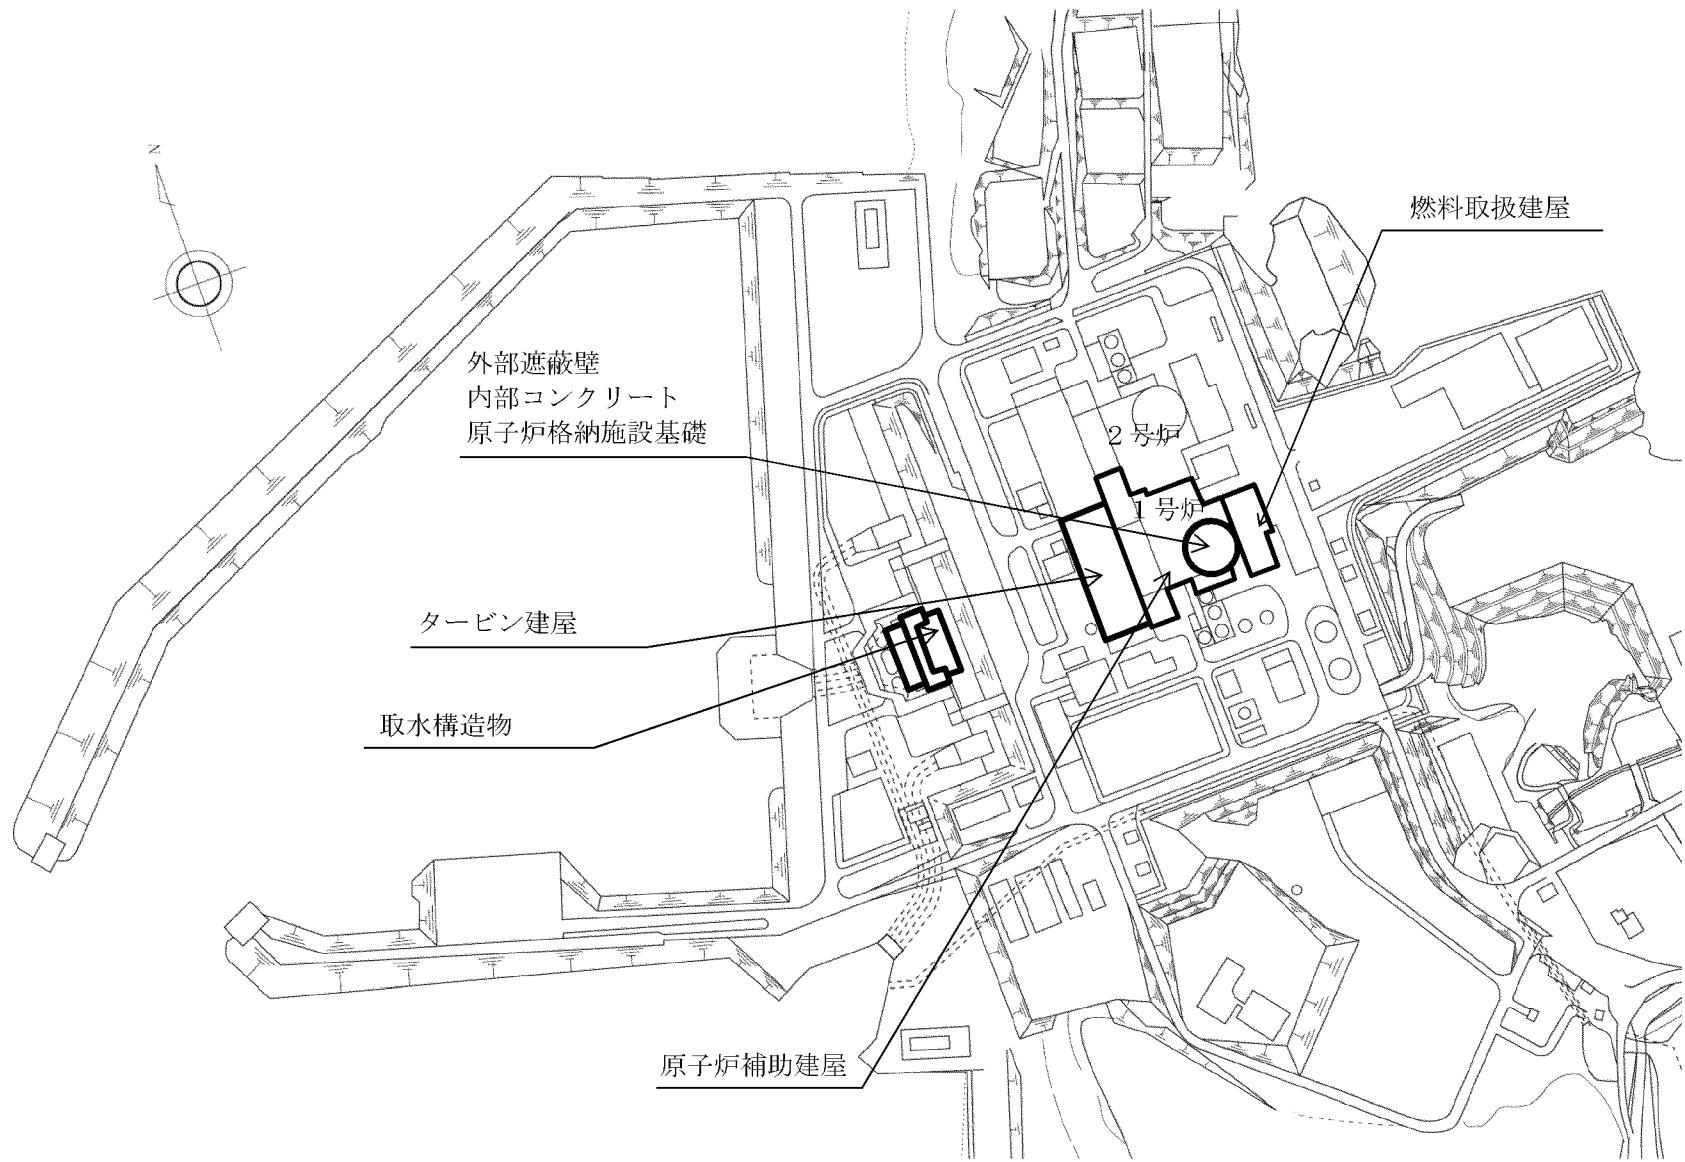 N
燃料取扱建屋
外部遮蔽壁
内部コンクリート
原子炉格納施設基礎
2号炉
1号炉
タービン建屋
取水構造物
原子炉補助建屋